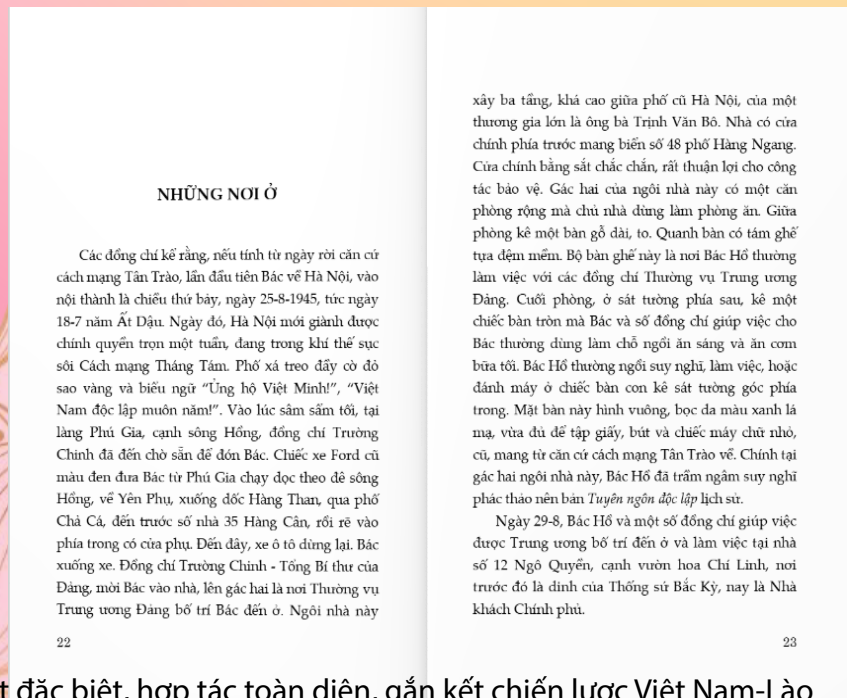 NHỮNG NƠI Ở
Các đồng chí kể rằng, nếu tính từ ngày rời căn cứ
cách mạng Tân Trào, lần đầu tiên Bác về Hà Nội, vào
nội thành là chiều thứ bảy, ngày 25-8-1945, tức ngày
18-7 năm Ất Dậu. Ngày đó, Hà Nội mới giành được
chính quyền trọn một tuần, đang trong khí thế sục
sôi Cách mạng Tháng Tám. Phố xá treo đầy cờ đỏ
sao vàng và biểu ngữ “Ủng hộ Việt Minh!”, “Việt
Nam độc lập muôn năm!”. Vào lúc sâm sẩm tối, tại
làng Phú Gia, cạnh sông Hồng, đồng chí Trường
Chinh đã đến chờ sẵn để đón Bác. Chiếc xe Ford cũ
màu đen đưa Bác từ Phú Gia chạy dọc theo đê sông
Hồng, về Yên Phụ, xuống dốc Hàng Than, qua phố
Chả Cá, đến trước số nhà 35 Hàng Cân, rồi rẽ vào
phía trong có cửa phụ. Đến đây, xe ô tô dừng lại. Bác
xuống xe. Đồng chí Trường Chinh - Tổng Bí thư của
Đảng, mời Bác vào nhà, lên gác hai là nơi Thường vụ
Trung ương Đảng bố trí Bác đến ở. Ngôi nhà này
22
xây ba tầng, khá cao giữa phố cũ Hà Nội, của một
thương gia lớn là ông bà Trịnh Văn Bô. Nhà có cửa
chính phía trước mang biển số 48 phố Hàng Ngang.
Cửa chính bằng sắt chắc chắn, rất thuận lợi cho công
tác bảo vệ. Gác hai của ngôi nhà này có một căn
phòng rộng mà chủ nhà dùng làm phòng ăn. Giữa
phòng kê một bàn gỗ dài, to. Quanh bàn có tám ghế
tựa đệm mềm. Bộ bàn ghế này là nơi Bác Hồ thường
làm việc với các đồng chí Thường vụ Trung ương
Đảng. Cuối phòng, ở sát tường phía sau, kê một
chiếc bàn tròn mà Bác và số đồng chí giúp việc cho
Bác thường dùng làm chỗ ngồi ăn sáng và ăn cơm
bữa tối. Bác Hồ thường ngồi suy nghĩ, làm việc, hoặc
đánh máy ở chiếc bàn con kê sát tường góc phía
trong. Mặt bàn này hình vuông, bọc da màu xanh lá
mạ, vừa đủ để tập giấy, bút và chiếc máy chữ nhỏ,
cũ, mang từ căn cứ cách mạng Tân Trào về. Chính tại
gác hai ngôi nhà này, Bác Hồ đã trầm ngâm suy nghĩ
phác thảo nên bản Tuyên ngôn độc lập lịch sử.
Ngày 29-8, Bác Hồ và một số đồng chí giúp việc
được Trung ương bố trí đến ở và làm việc tại nhà
số 12 Ngô Quyền, cạnh vườn hoa Chí Linh, nơi
trước đó là dinh của Thống sứ Bắc Kỳ, nay là Nhà
khách Chính phủ.
23
đặc biệt, hợp tác toàn diện, gắn kết chiến lược Việt Nam-Lào